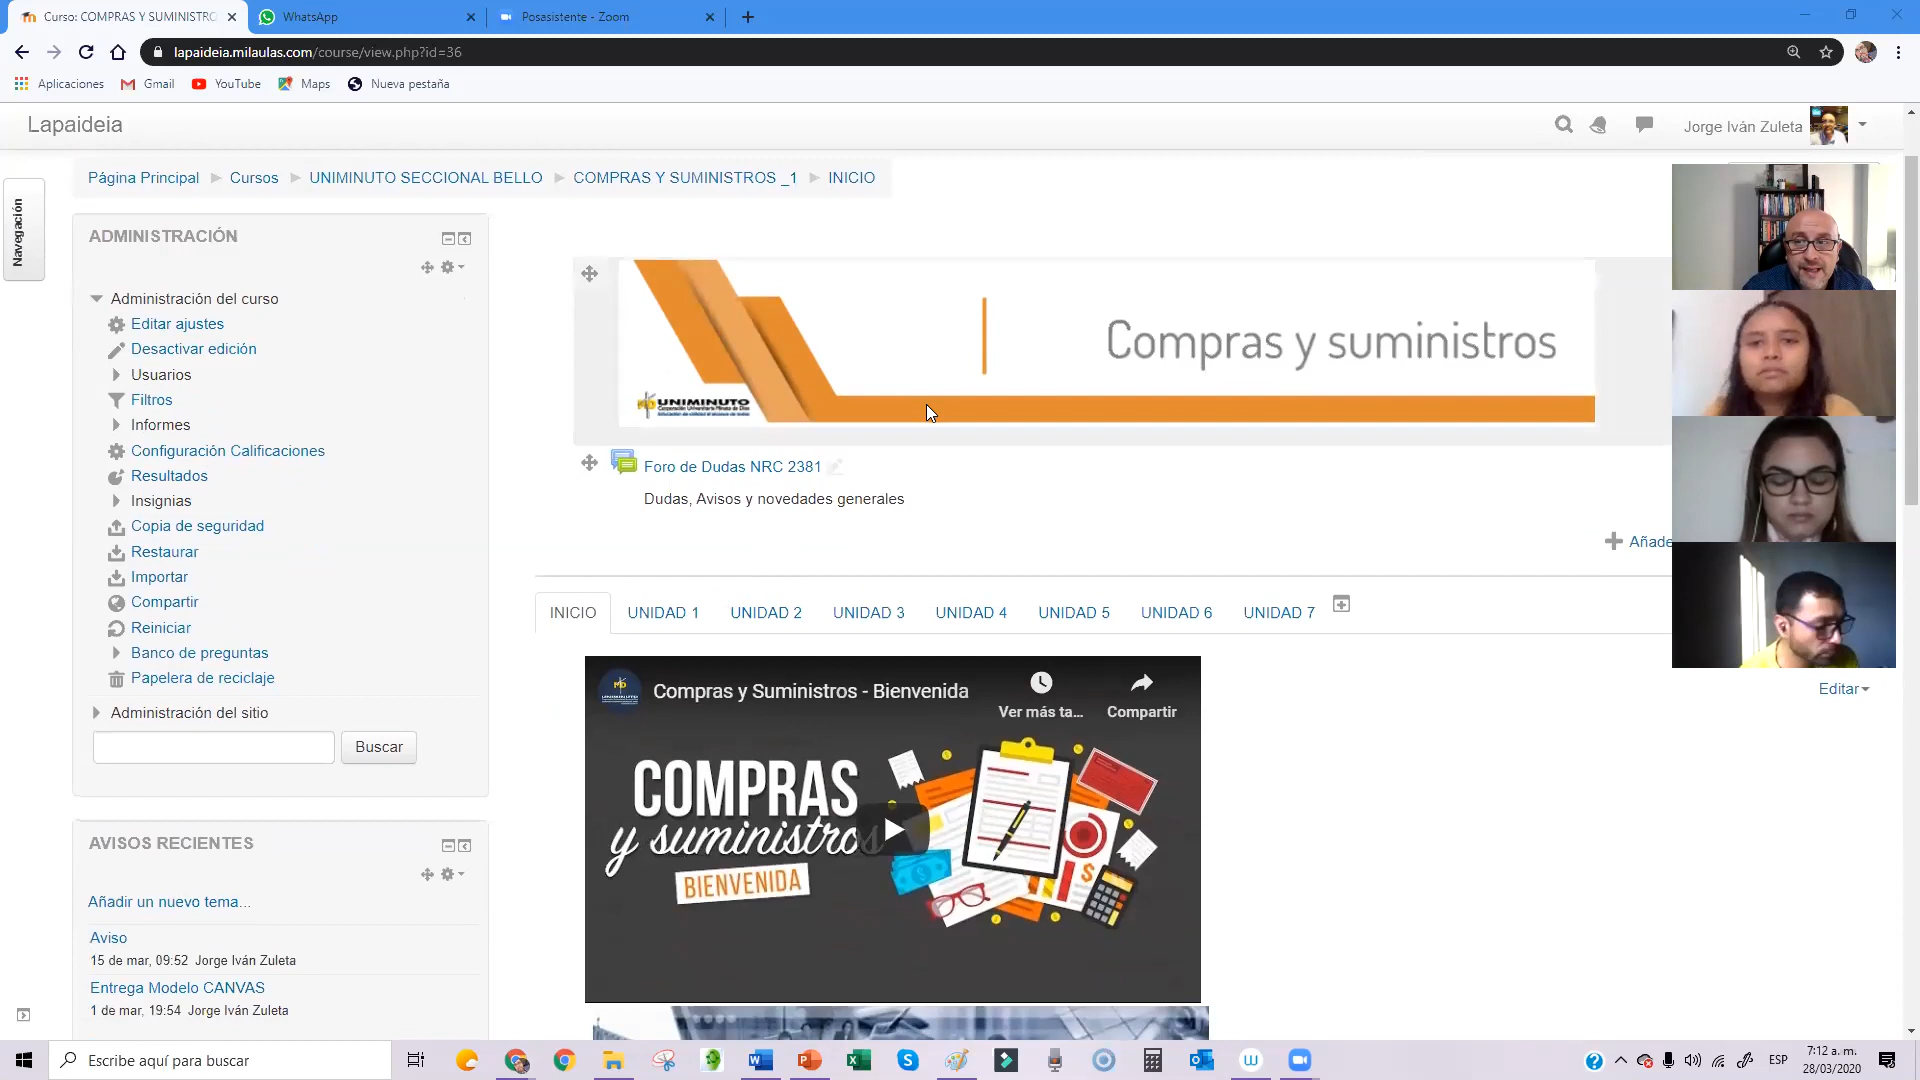 Curso: COMPRAS Y SUMINISTRO
WhatsApp
Posasistente - Zoom
lapaideia.milaulas.com/course/view.php?id=36
Aplicaciones
Gmail
YouTube
Maps
Nueva pestaña
Lapaideia
Jorge Iván Zuleta
Navegación
Página Principal
Cursos
UNIMINUTO SECCIONAL BELLO
COMPRAS Y SUMINISTROS _1
INICIO
ADMINISTRACIÓN
Administración del curso
Editar ajustes
Desactivar edición
Usuarios
Filtros
Informes
Configuración Calificaciones
Resultados
Insignias
Copia de seguridad
Restaurar
Importar
Compartir
Reiniciar
Banco de preguntas
Papelera de reciclaje
Administración del sitio
Buscar
AVISOS RECIENTES
Añadir un nuevo tema...
Aviso
15 de mar, 09:52 Jorge Iván Zuleta
Entrega Modelo CANVAS
1 de mar, 19:54 Jorge Iván Zuleta
Compras y suministros
UNIMINUTO
Corporación Universitaria Minuto de Dios
Foro de Dudas NRC 2381
Dudas, Avisos y novedades generales
Añade
INICIO
UNIDAD 1
UNIDAD 2
UNIDAD 3
UNIDAD 4
UNIDAD 5
UNIDAD 6
UNIDAD 7
Editar
Compras y Suministros - Bienvenida
Ver más ta...
Compartir
COMPRAS
y suministros
BIENVENIDA
Escribe aquí para buscar
ESP
7:12 a. m.
28/03/2020